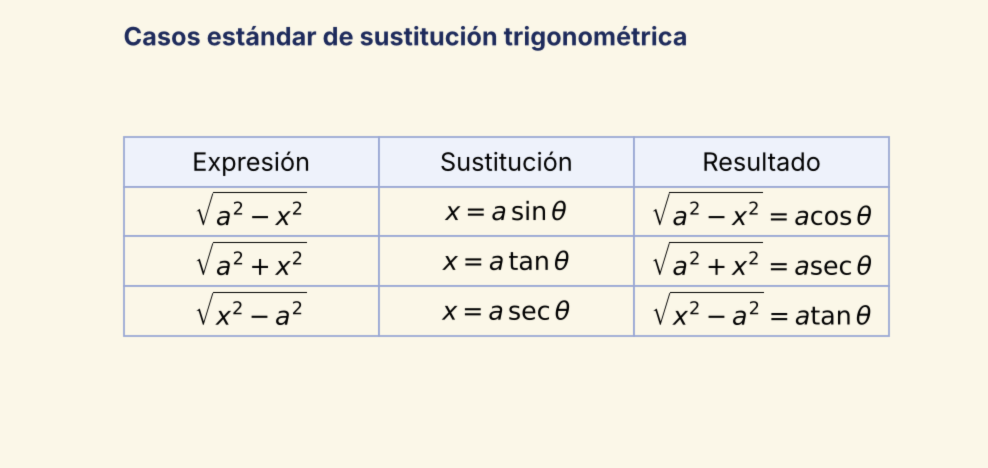 Casos estándar de sustitución trigonométrica
Expresión Sustitución Resultado
√(a² − x²) x = a sin θ √(a² − x²) = a cos θ
√(a² + x²) x = a tan θ √(a² + x²) = a sec θ
√(x² − a²) x = a sec θ √(x² − a²) = a tan θ